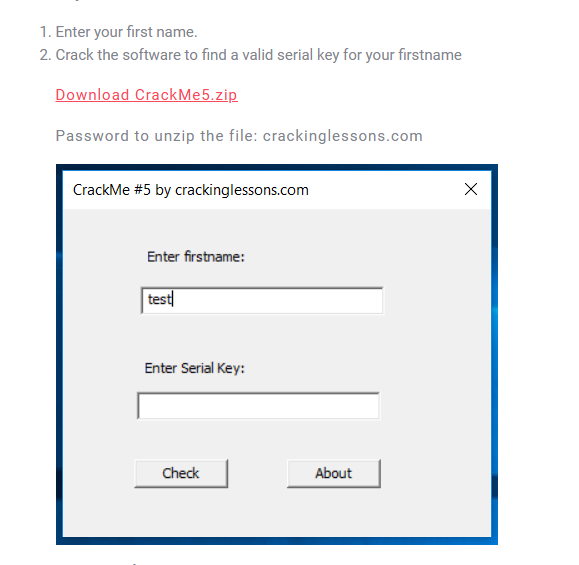 1. Enter your first name.
2. Crack the software to find a valid serial key for your firstname
Download CrackMe5.zip
Password to unzip the file: crackinglessons.com
CrackMe #5 by crackinglessons.com
Enter firstname:
test
Enter Serial Key:
Check About